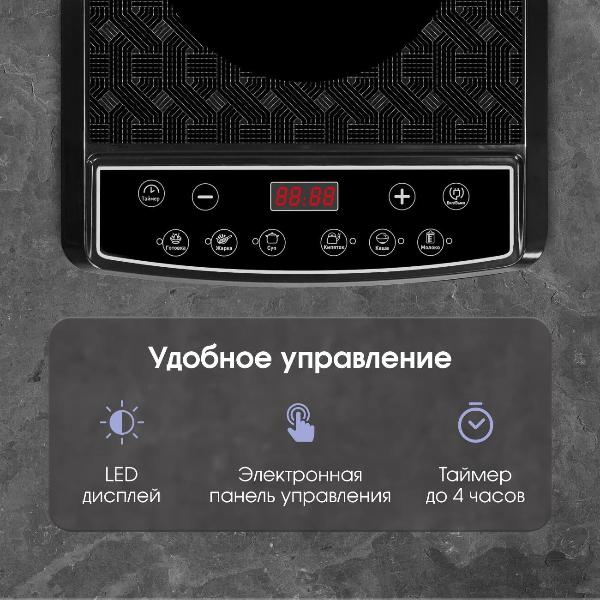 Таймер
88:88
Вкл/Выкл
Готовка
Жарка
Суп
Кипяток
Каша
Молоко
Удобное управление
LED
дисплей
Электронная
панель управления
Таймер
до 4 часов